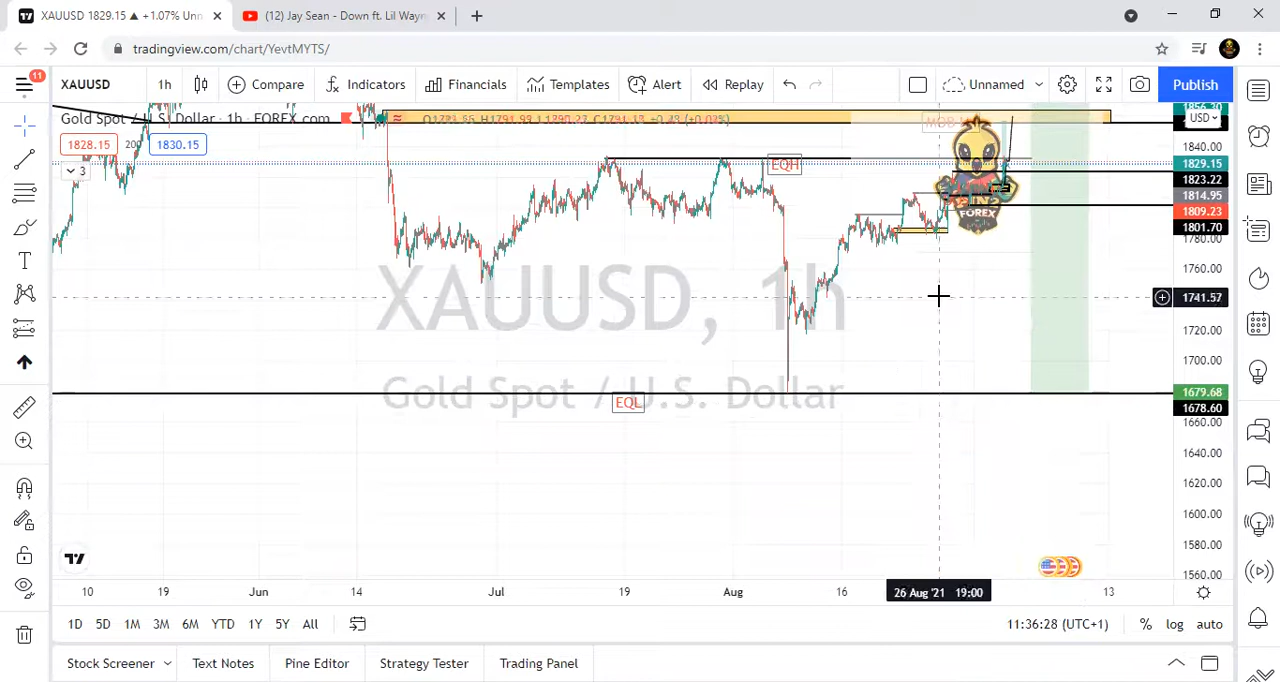 XAUUSD 1829.15 ▲ +1.07% Unn
(12) Jay Sean - Down ft. Lil Wayn
tradingview.com/chart/YevtMYTS/
11
XAUUSD 1h Compare Indicators Financials Templates Alert Replay Unnamed Publish
Gold Spot / U.S. Dollar · 1h · FOREX.com
1828.15 200 1830.15
3
EQH
FOREX
XAUUSD, 1h
Gold Spot / U.S. Dollar
EQL
USD
1840.00
1829.15
1823.22
1814.95
1809.23
1801.70
1780.00
1760.00
1741.57
1720.00
1700.00
1679.68
1678.60
1660.00
1640.00
1620.00
1600.00
1580.00
1560.00
10 19 Jun 14 Jul 19 Aug 16 26 Aug '21 19:00 13
1D 5D 1M 3M 6M YTD 1Y 5Y All 11:36:28 (UTC+1) % log auto
Stock Screener Text Notes Pine Editor Strategy Tester Trading Panel